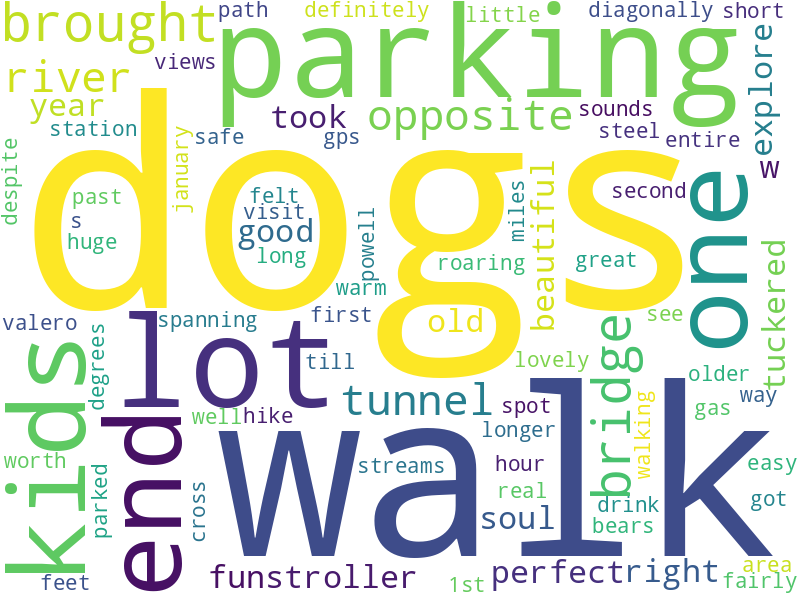 brought
path
definitely
little
diagonally
short
parking
river
views
explore
year
took
opposite
sounds
station
safe
gps
steel
entire
w
despite
january
dogs
past
felt
second
s
visit
huge
good
long
powell
miles
beautiful
one
roaring
great
warm
tuckered
valero
spanning
first
old
see
kids
degrees
lot
till
lovely
bridge
end
tunnel
spot
older
well
hike
longer
walking
gas
way
worth
parked
cross
walk
streams
hour
real
soul
drink
bears
easy
got
feet
funstroller
1st
perfect
right
area
fairly